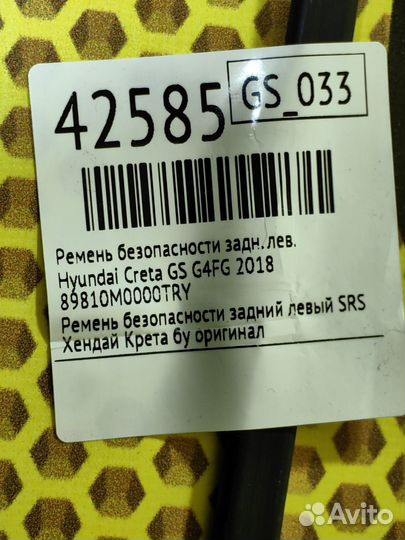 42585
GS_033
Ремень безопасности задн. лев.
Hyundai Creta GS G4FG 2018
89810M0000TRY
Ремень безопасности задний левый SRS
Хендай Крета бу оригинал
Avito